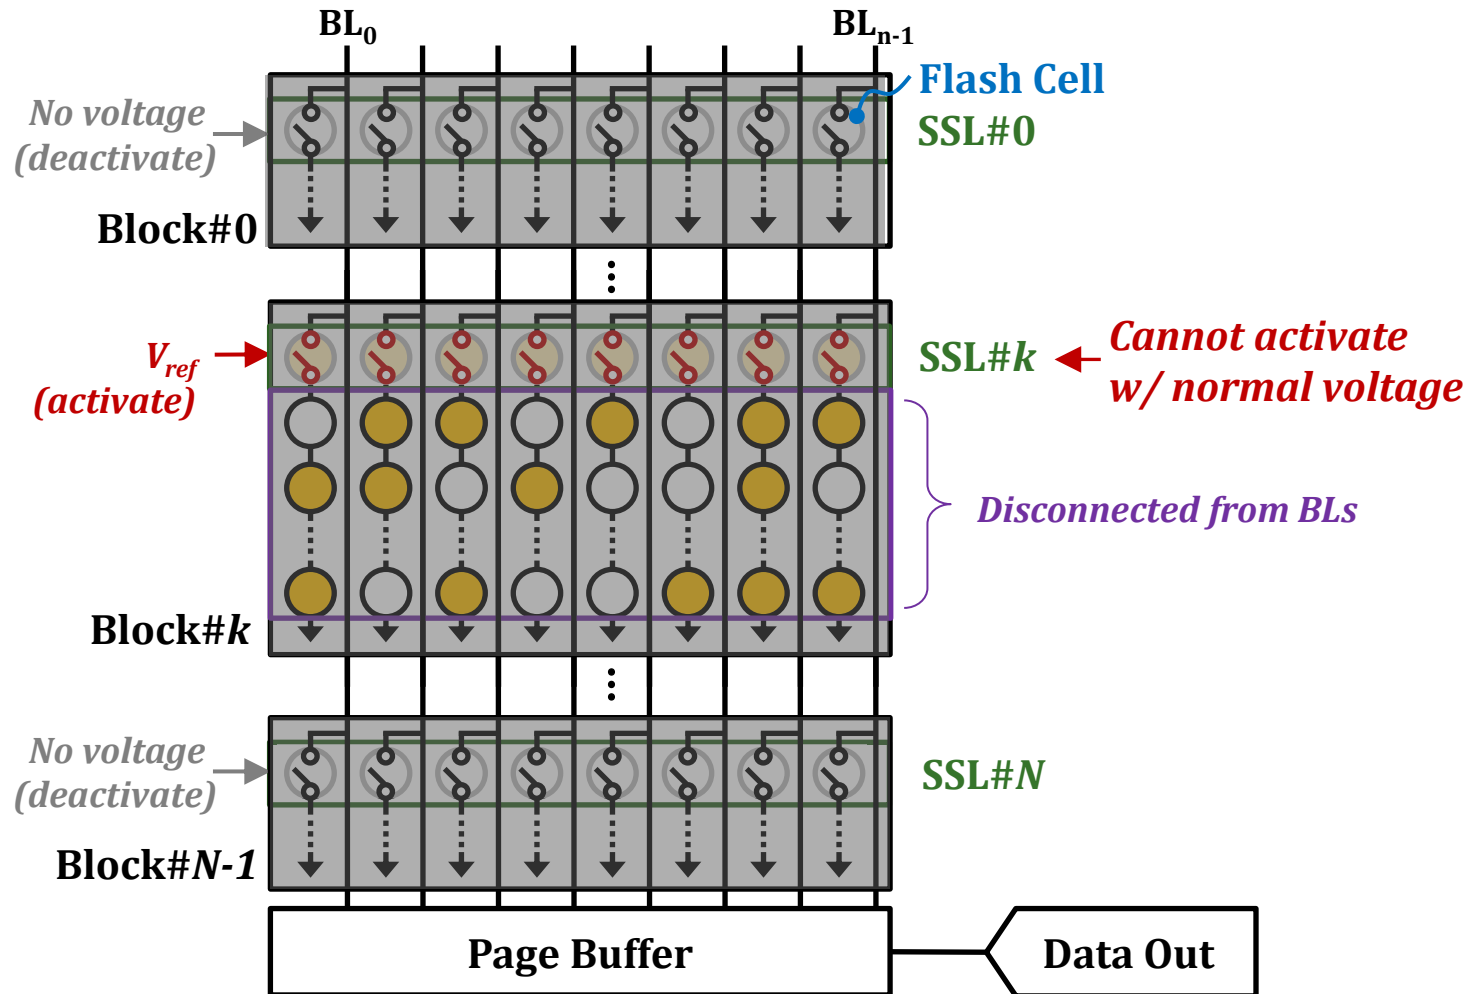 BL0
BLn-1
Flash Cell
No voltage
(deactivate)
SSL#0
Block#0
Vref
(activate)
SSL#k
Cannot activate
w/ normal voltage
Disconnected from BLs
Block#k
No voltage
(deactivate)
SSL#N
Block#N-1
Page Buffer
Data Out